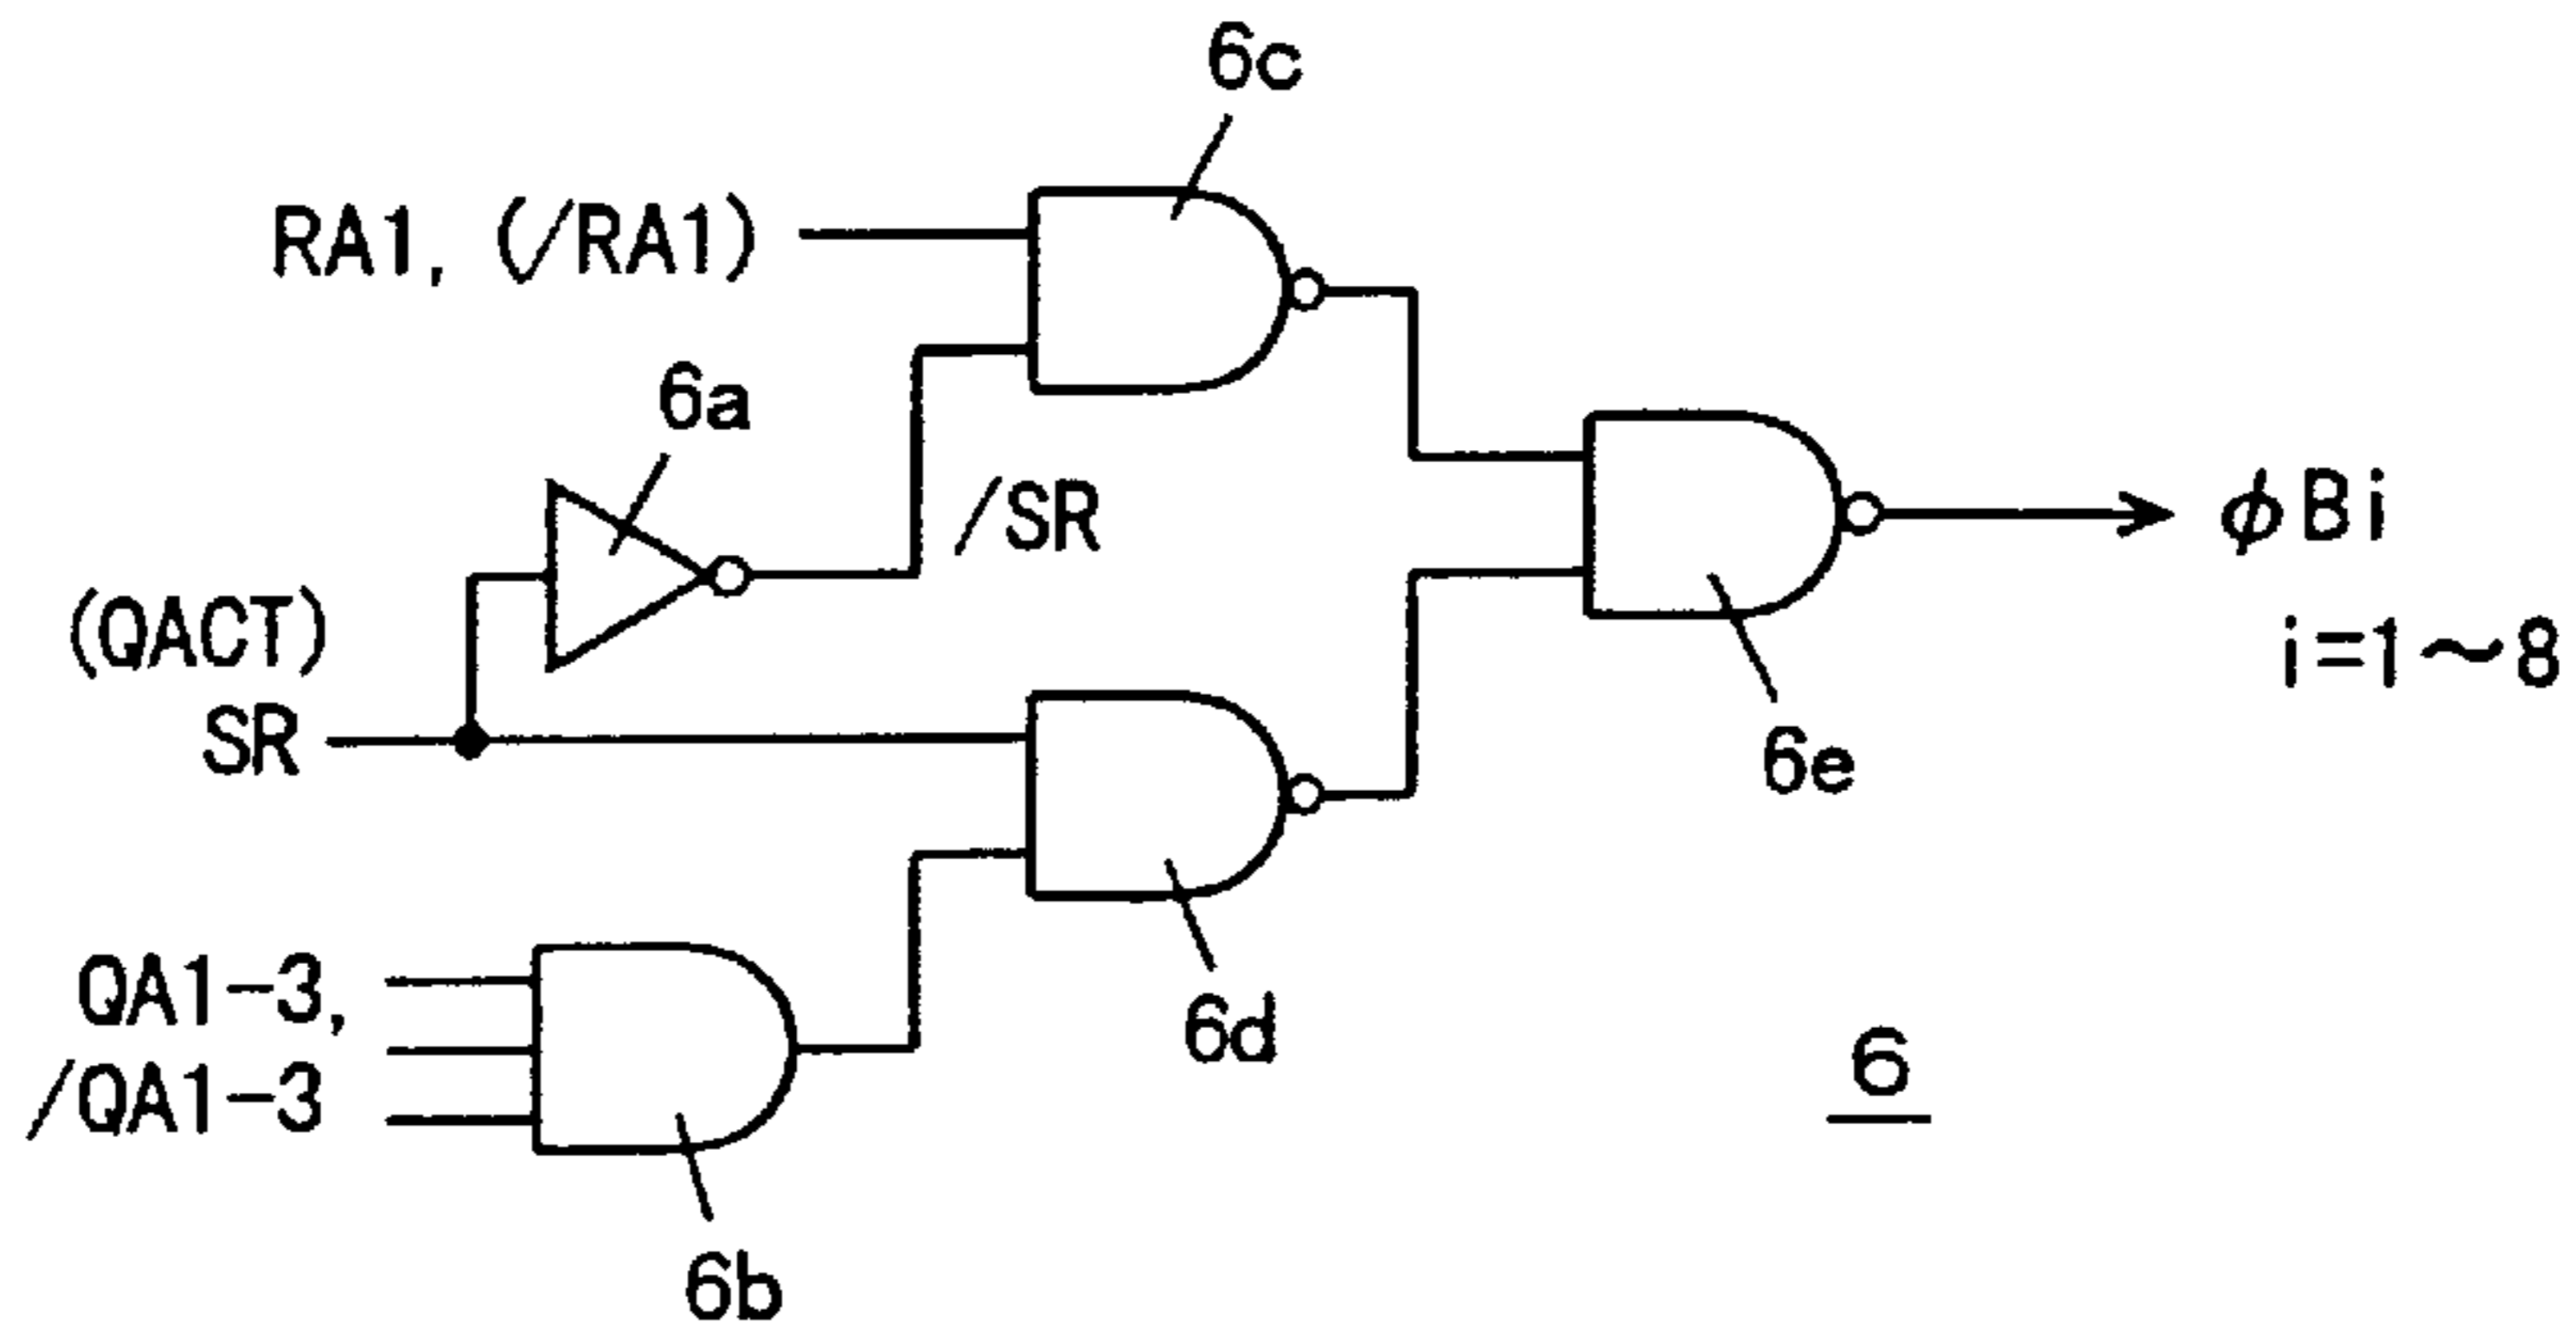 6c
RA1, (/RA1)
6a
/SR
φBi
(QACT)
i=1～8
SR
6e
QA1-3,
6d
/QA1-3
6
6b